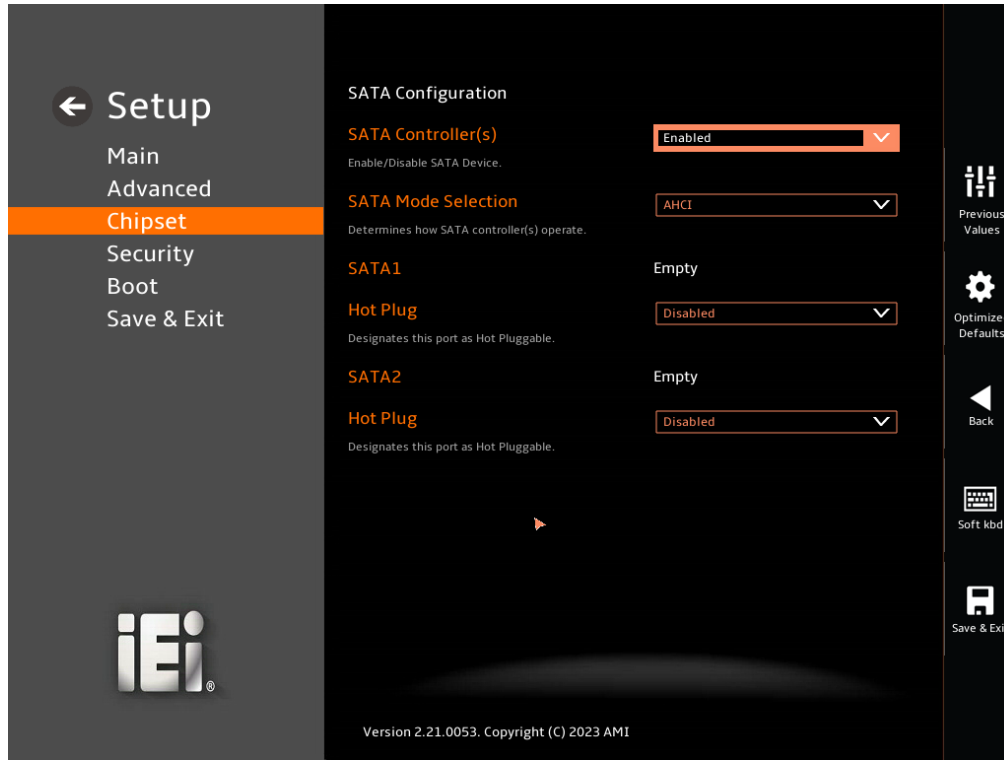 Setup
Main
Advanced
Chipset
Security
Boot
Save & Exit
SATA Configuration
SATA Controller(s)
Enabled
Enable/Disable SATA Device.
SATA Mode Selection
AHCI
Determines how SATA controller(s) operate.
SATA1
Empty
Hot Plug
Disabled
Designates this port as Hot Pluggable.
SATA2
Empty
Hot Plug
Disabled
Designates this port as Hot Pluggable.
Previous
Values
Optimize
Defaults
Back
Soft kbd
Save & Exi
iEi®
Version 2.21.0053. Copyright (C) 2023 AMI